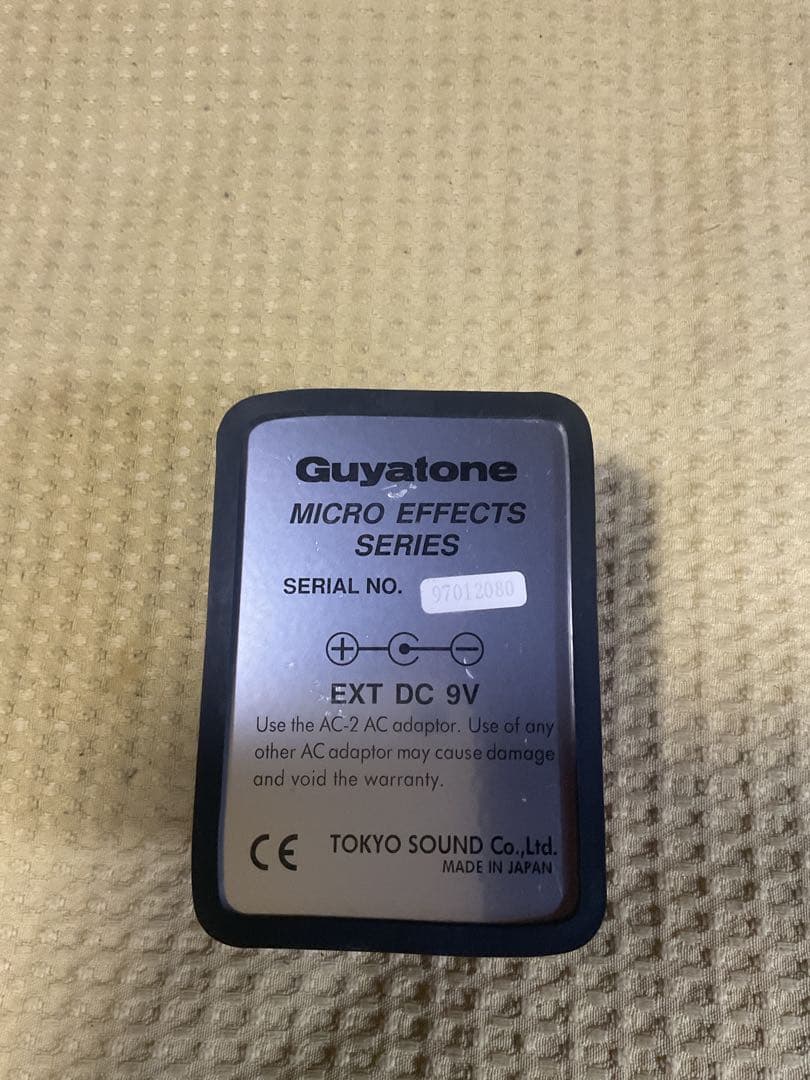 Guyatone
MICRO EFFECTS
SERIES
SERIAL NO. 97012080
EXT DC 9V
Use the AC-2 AC adaptor. Use of any
other AC adaptor may cause damage
and void the warranty.
CE TOKYO SOUND Co.,Ltd.
MADE IN JAPAN